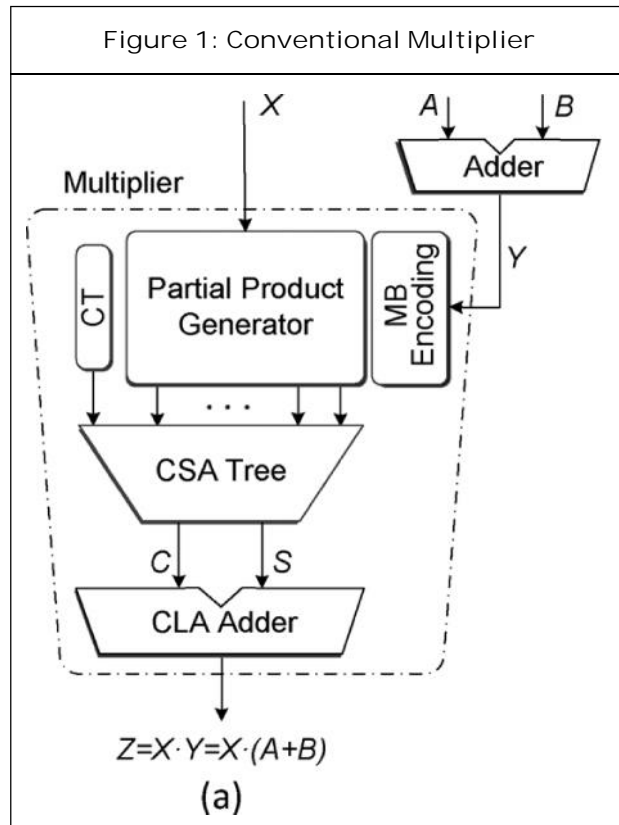 Figure 1: Conventional Multiplier
X
A
B
Adder
Multiplier
Y
CT
Partial Product
Generator
MB
Encoding
. . .
CSA Tree
C
S
CLA Adder
Z=X·Y=X·(A+B)
(a)